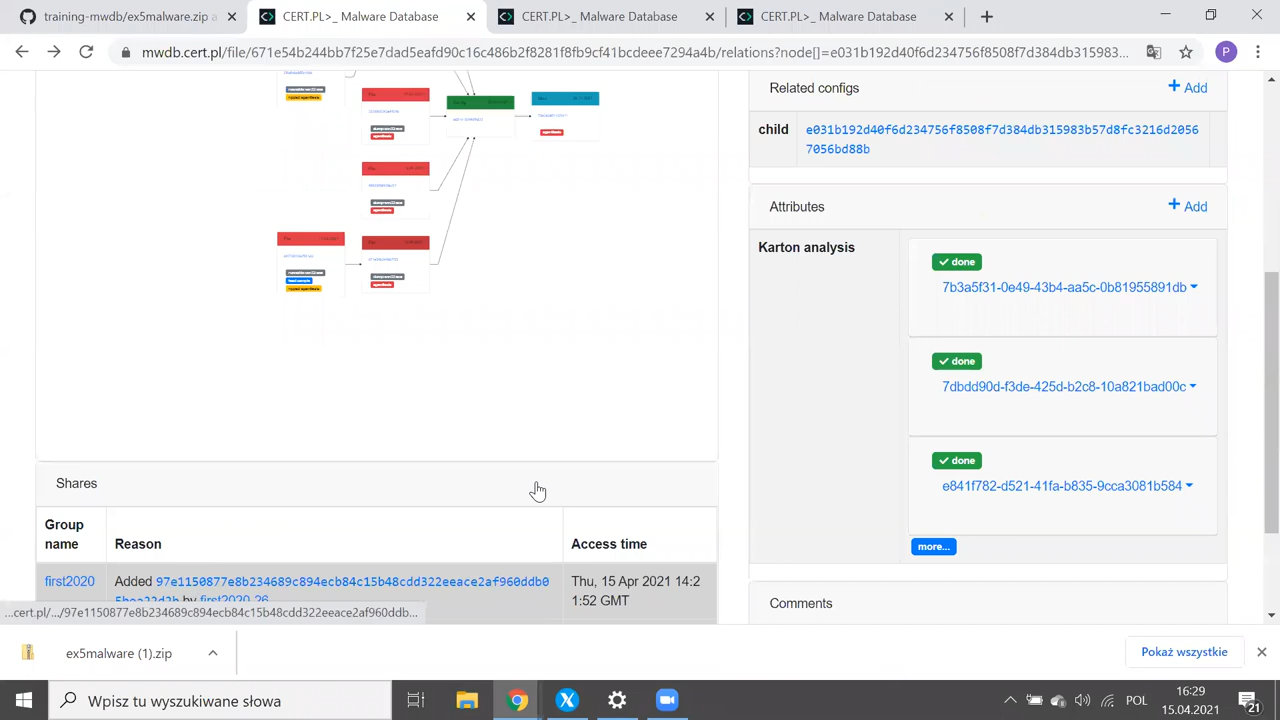 training-mwdb/ex5malware.zip a
CERT.PL>_ Malware Database
CERT.PL>_ Malware Database
CERT.PL>_ Malware Database
mwdb.cert.pl/file/671e54b244bb7f25e7dad5eafd90c16c486b2f8281f8fb9cf41bcdeee7294a4b/relations?node[]=e031b192d40f6d234756f8508f7d384db315983...
P
Related configs
Add
child
7056bd88b
Attributes
Add
Karton analysis
done
7b3a5f31-0e49-43b4-aabc-0b81955891db
done
7dbdd90d-f3de-425d-b2c8-10a821bad00c
done
e841f782-d521-41fa-b835-9cca3081b584
more...
Comments
Shares
Group name
Reason
Access time
first2020
Added 97e1150877e8b234689c894ecb84c15b48cdd322eeace2af960ddb0
by first2020-26
Thu, 15 Apr 2021 14:2
1:52 GMT
...cert.pl/.../97e1150877e8b234689c894ecb84c15b48cdd322eeace2af960ddb...
ex5malware (1).zip
Pokaż wszystkie
Wpisz tu wyszukiwane słowa
POL
16:29
15.04.2021
21